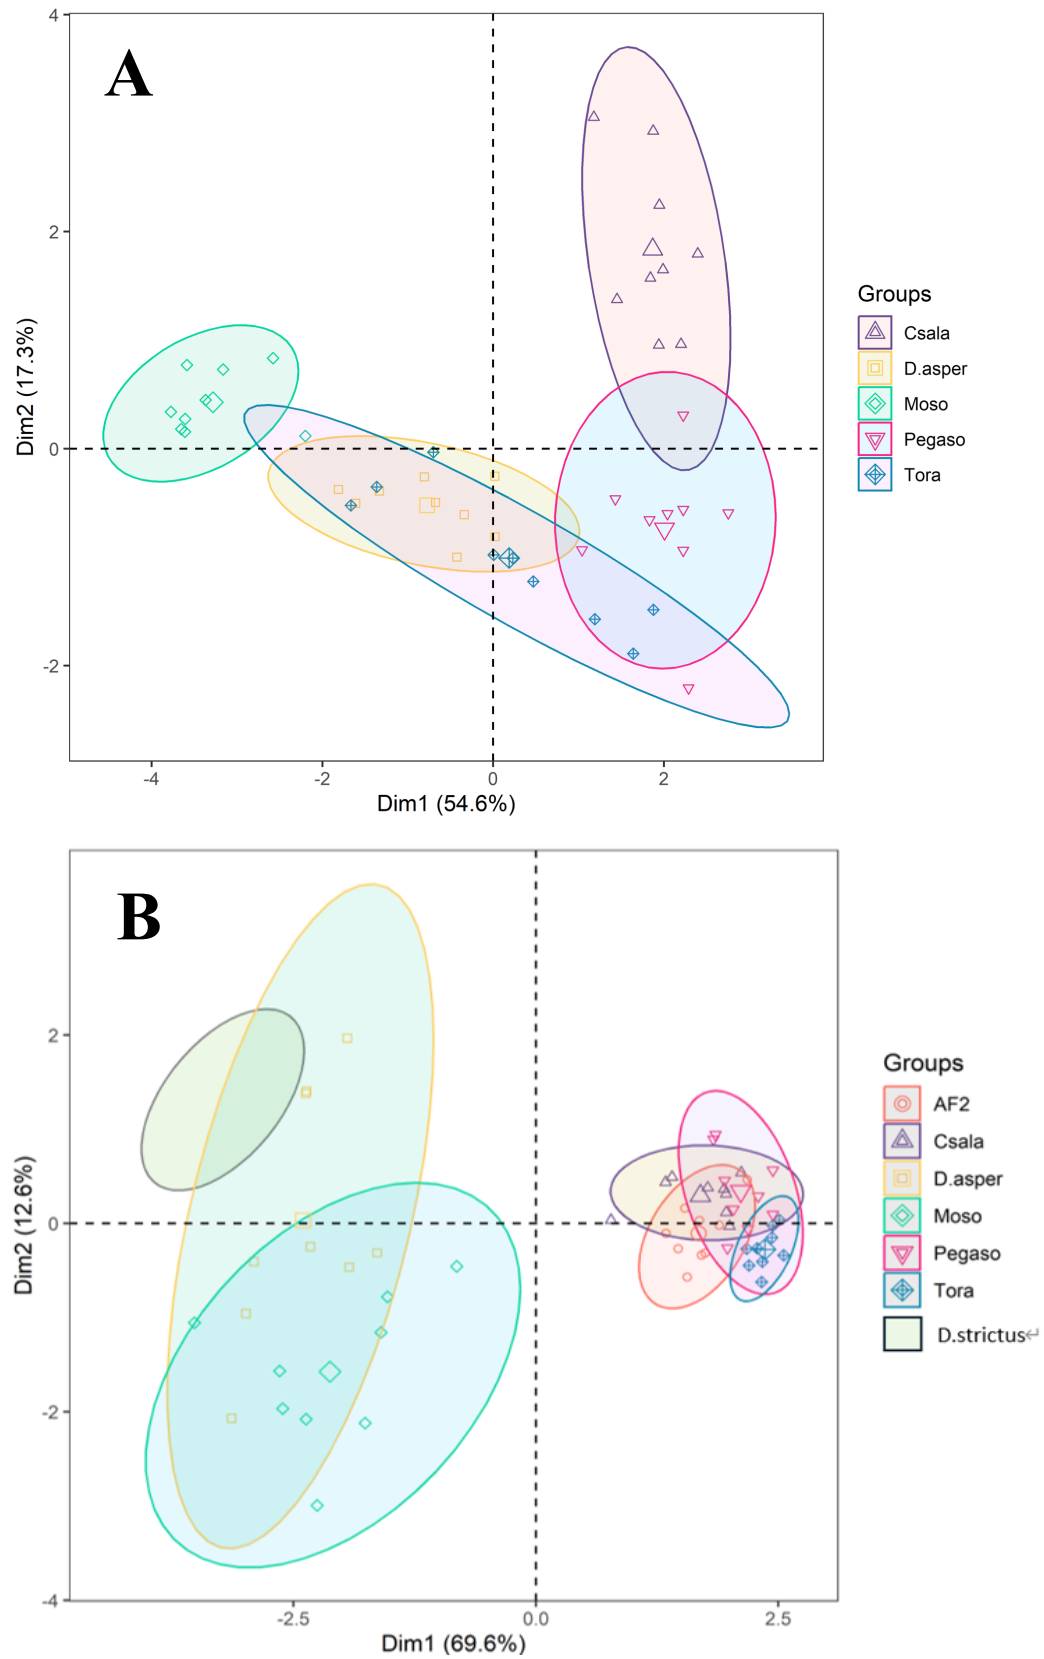 A
4
2
0
-2
Dim2 (17.3%)
-4
-2
0
2
Dim1 (54.6%)
Groups
Csala
D.asper
Moso
Pegaso
Tora
B
2
0
-2
-4
Dim2 (12.6%)
-2.5
0.0
2.5
Dim1 (69.6%)
Groups
AF2
Csala
D.asper
Moso
Pegaso
Tora
D.strictus↵